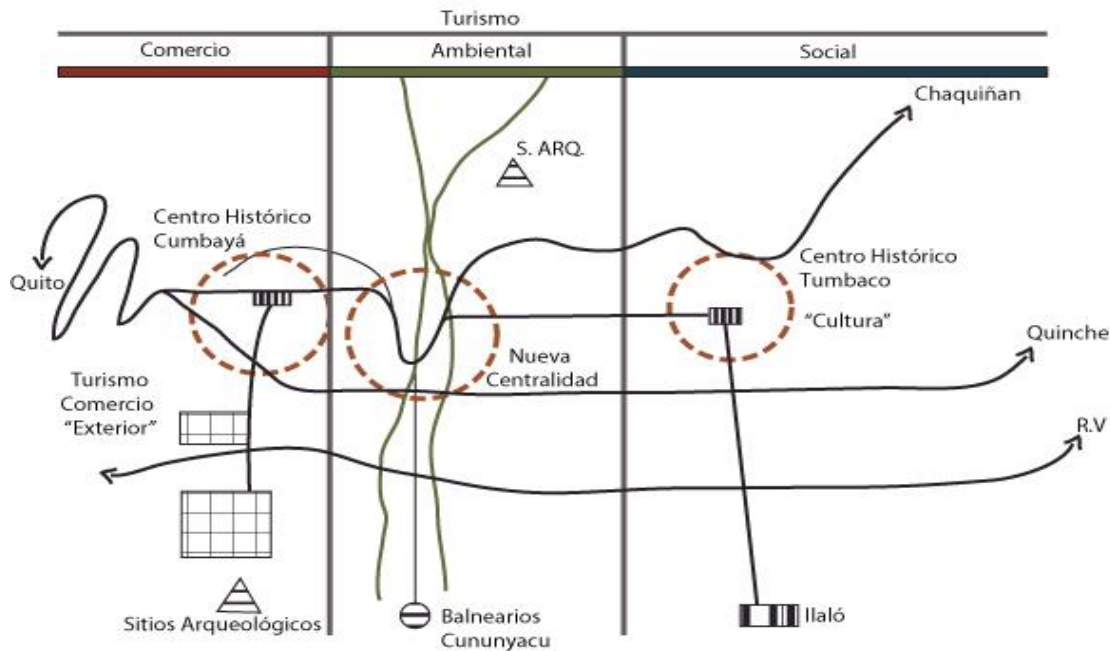 Turismo
Comercio
Ambiental
Social
Chaquiñan
S. ARQ.
Centro Histórico
Cumbayá
Quito
Centro Histórico
Tumbaco
"Cultura"
Quinche
Nueva
Centralidad
Turismo
Comercio
"Exterior"
R.V
Sitios Arqueológicos
Balnearios
Cununyacu
Ilaló